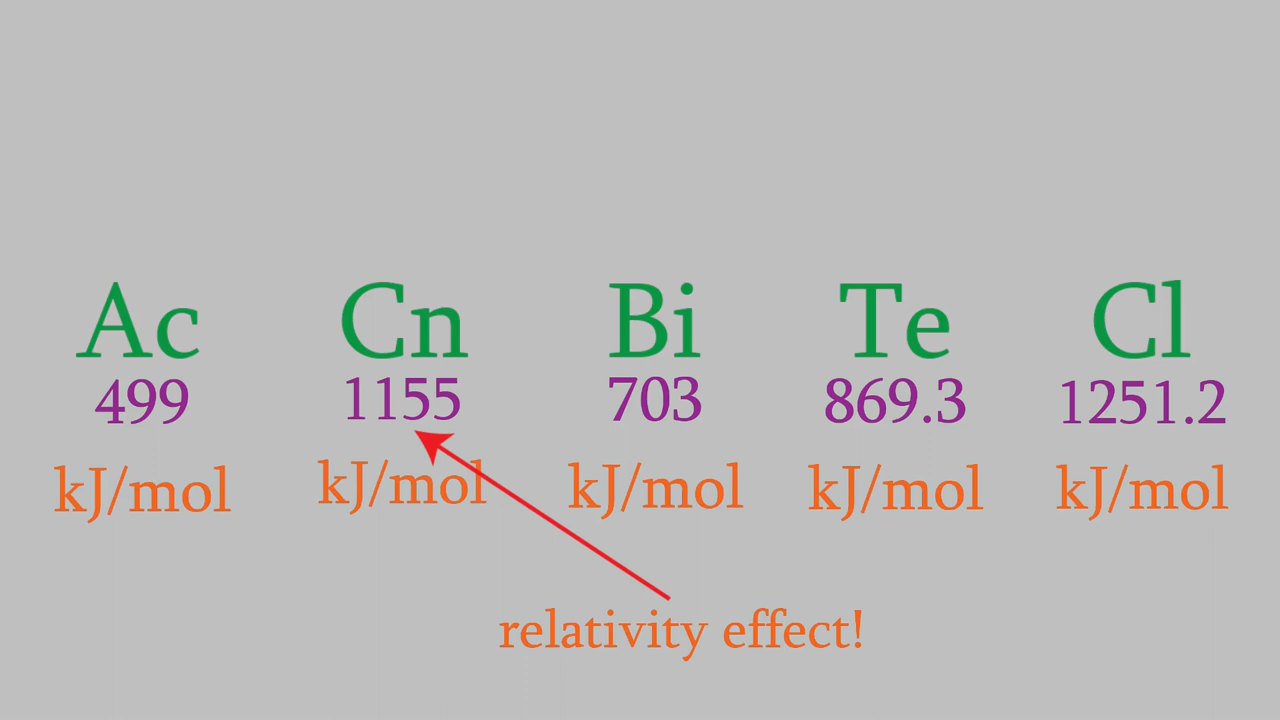 Ac Cn Bi Te Cl
499 1155 703 869.3 1251.2
kJ/mol kJ/mol kJ/mol kJ/mol kJ/mol
relativity effect!